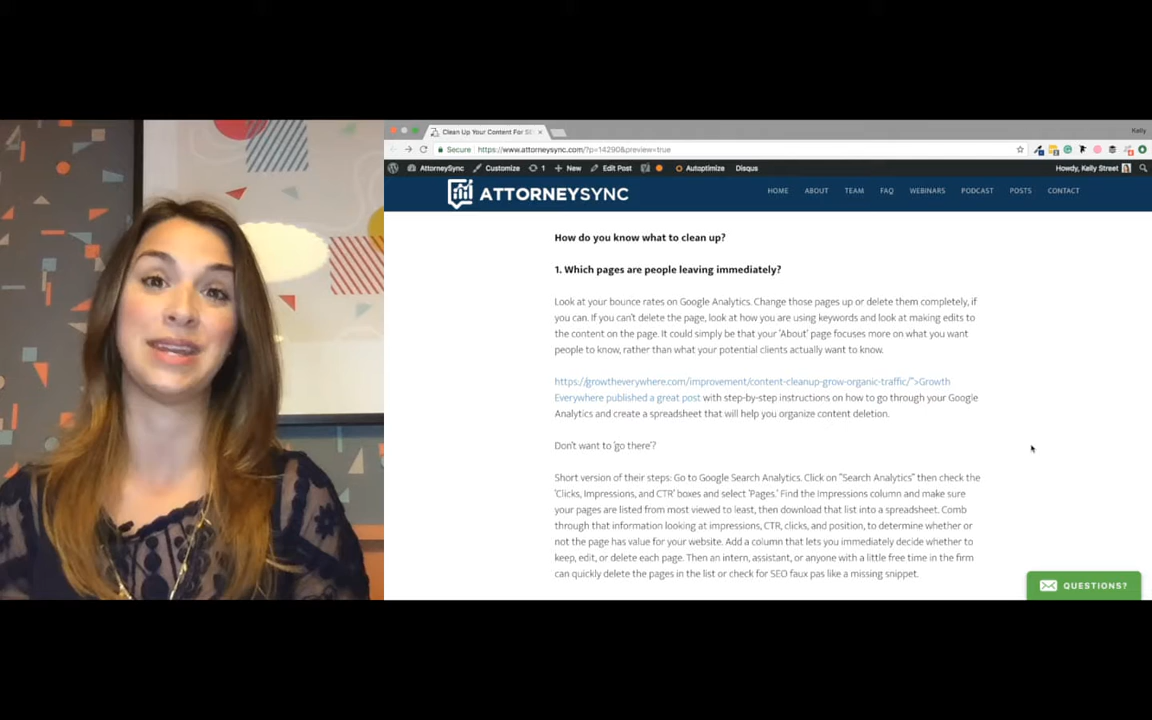 Clean Up Your Content For SE
Kelly
Secure
https://www.attorneysync.com/?p=14290&preview=true
AttorneySync Customize 1 New Edit Post Autoptimize Disqus Howdy, Kelly Street
ATTORNEYSYNC
HOME ABOUT TEAM FAQ WEBINARS PODCAST POSTS CONTACT
How do you know what to clean up?
1. Which pages are people leaving immediately?
Look at your bounce rates on Google Analytics. Change those pages up or delete them completely, if
you can. If you can't delete the page, look at how you are using keywords and look at making edits to
the content on the page. It could simply be that your 'About' page focuses more on what you want
people to know, rather than what your potential clients actually want to know.
https://growtheverywhere.com/improvement/content-cleanup-grow-organic-traffic/">Growth
Everywhere published a great post with step-by-step instructions on how to go through your Google
Analytics and create a spreadsheet that will help you organize content deletion.
Don't want to 'go there'?
Short version of their steps: Go to Google Search Analytics. Click on "Search Analytics" then check the
'Clicks, Impressions, and CTR' boxes and select 'Pages.' Find the Impressions column and make sure
your pages are listed from most viewed to least, then download that list into a spreadsheet. Comb
through that information looking at impressions, CTR, clicks, and position, to determine whether or
not the page has value for your website. Add a column that lets you immediately decide whether to
keep, edit, or delete each page. Then an intern, assistant, or anyone with a little free time in the firm
can quickly delete the pages in the list or check for SEO faux pas like a missing snippet.
QUESTIONS?